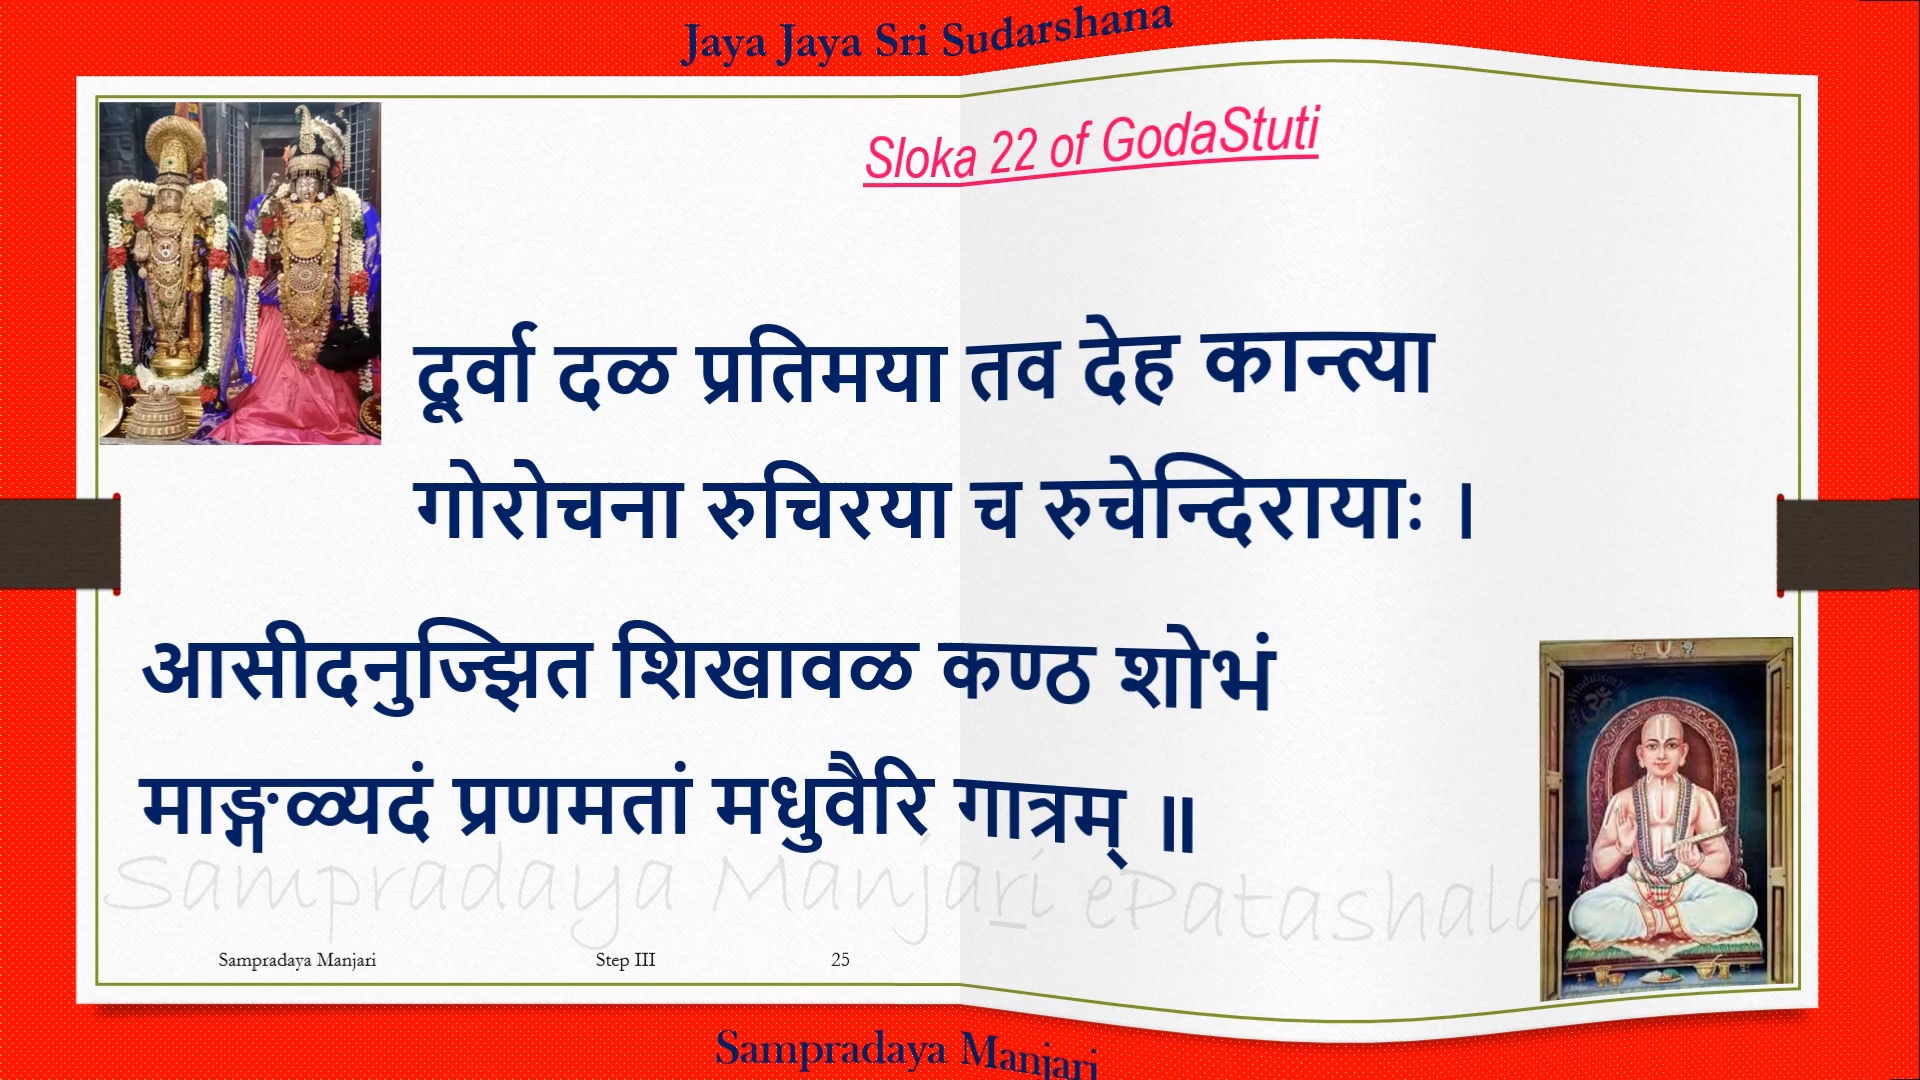 Jaya Jaya Sri Sudarshana
Sloka 22 of GodaStuti
दूर्वा दळ प्रतिमया तव देह कान्त्या
गोरोचना रुचिरया च रुचेन्दिरायाः ।
आसीदनुज्झित शिखावळ कण्ठ शोभं
माङ्गळ्यदं प्रणमतां मधुवैरि गात्रम् ॥
Sampradaya Manjari ePatashala
Sampradaya Manjari Step III 25
Sampradaya Manjari